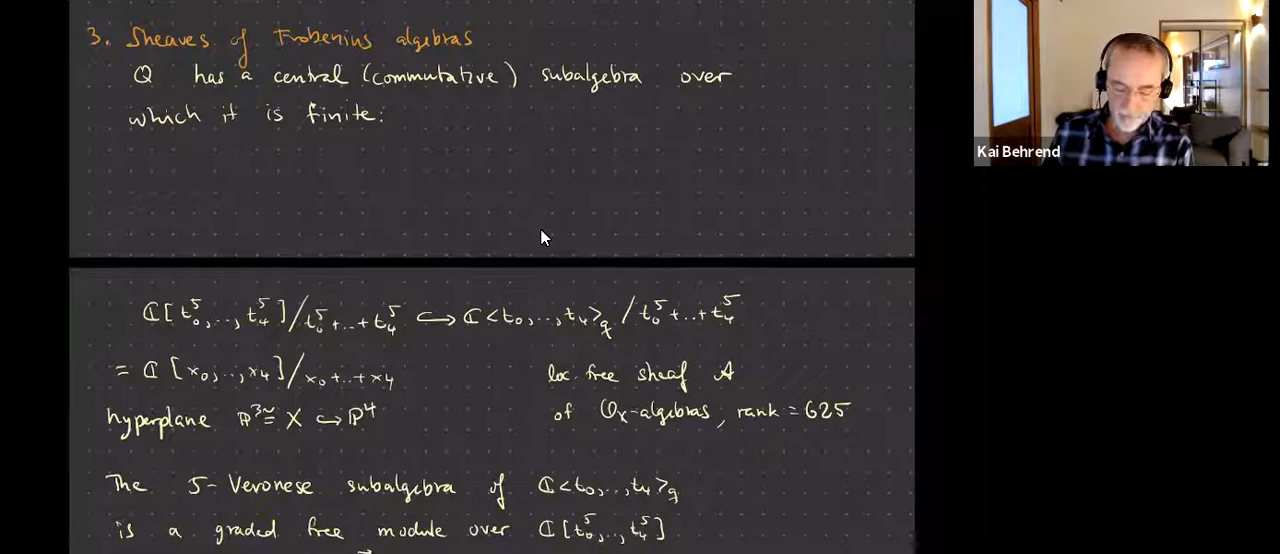 3. Sheaves of Frobenius algebras
Q has a central (commutative) subalgebra over
which it is finite:
Kai Behrend
ℂ[t₀⁵,..,t₄⁵]/t₀⁵+..+t₄⁵ ↪ ℂ<t₀,..,t₄>_q /t₀⁵+..+t₄⁵
= ℂ[x₀,..,x₄]/x₀+..+x₄
loc. free sheaf A
hyperplane ℙ³≅ X ↪ ℙ⁴
of O_X-algebras, rank = 625
The 5-Veronese subalgebra of ℂ<t₀,..,t₄>_q
is a graded free module over ℂ[t₀⁵,..,t₄⁵]